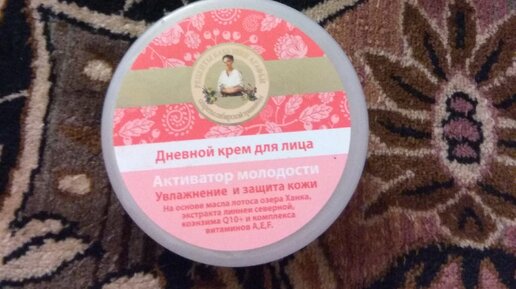 Дневной крем для лица
Активатор молодости
Увлажнение и защита кожи
На основе масла лотоса озера Ханка,
экстракта линнеи северной,
коэнзима Q10+ и комплекса
витаминов A,E,F.